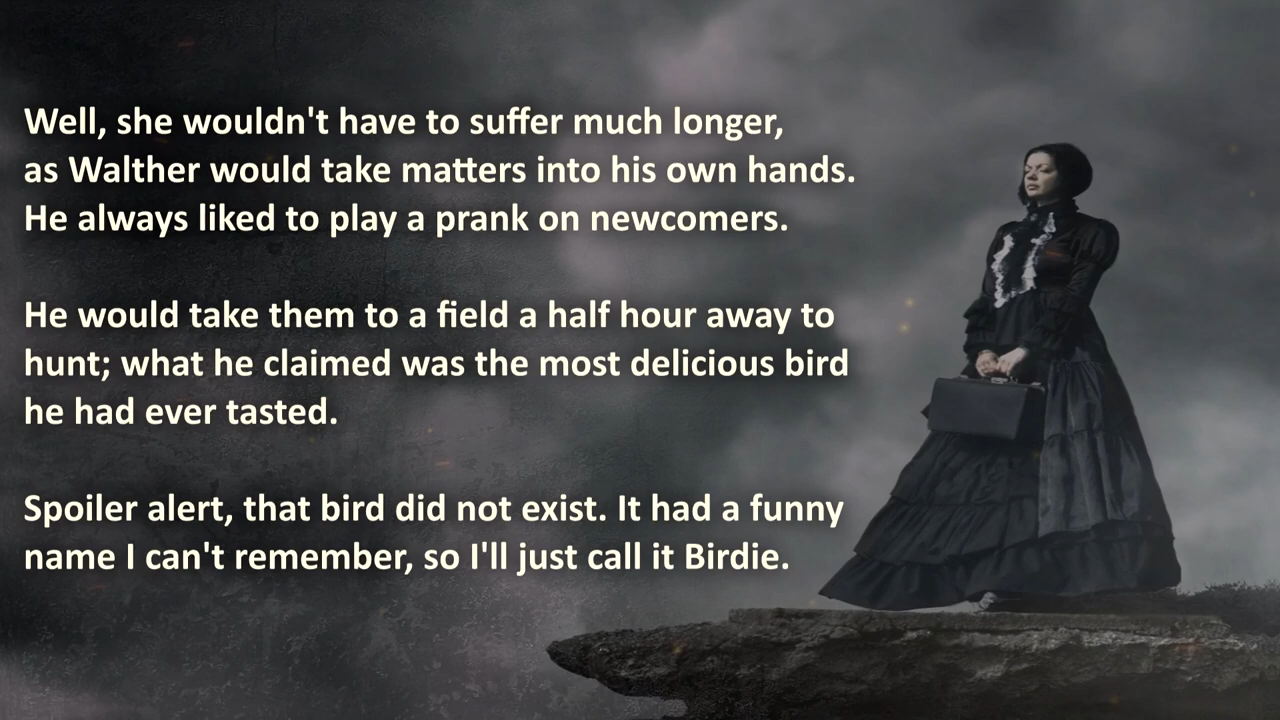 Well, she wouldn't have to suffer much longer,
as Walther would take matters into his own hands.
He always liked to play a prank on newcomers.
He would take them to a field a half hour away to
hunt; what he claimed was the most delicious bird
he had ever tasted.
Spoiler alert, that bird did not exist. It had a funny
name I can't remember, so I'll just call it Birdie.